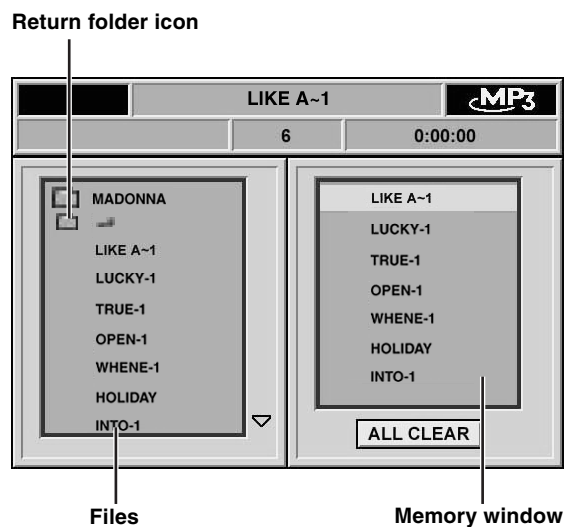 Return folder icon
LIKE A~1
MP3
6
0:00:00
MADONNA
LIKE A~1
LUCKY-1
TRUE-1
OPEN-1
WHENE-1
HOLIDAY
INTO-1
LIKE A~1
LUCKY-1
TRUE-1
OPEN-1
WHENE-1
HOLIDAY
INTO-1
ALL CLEAR
Files
Memory window